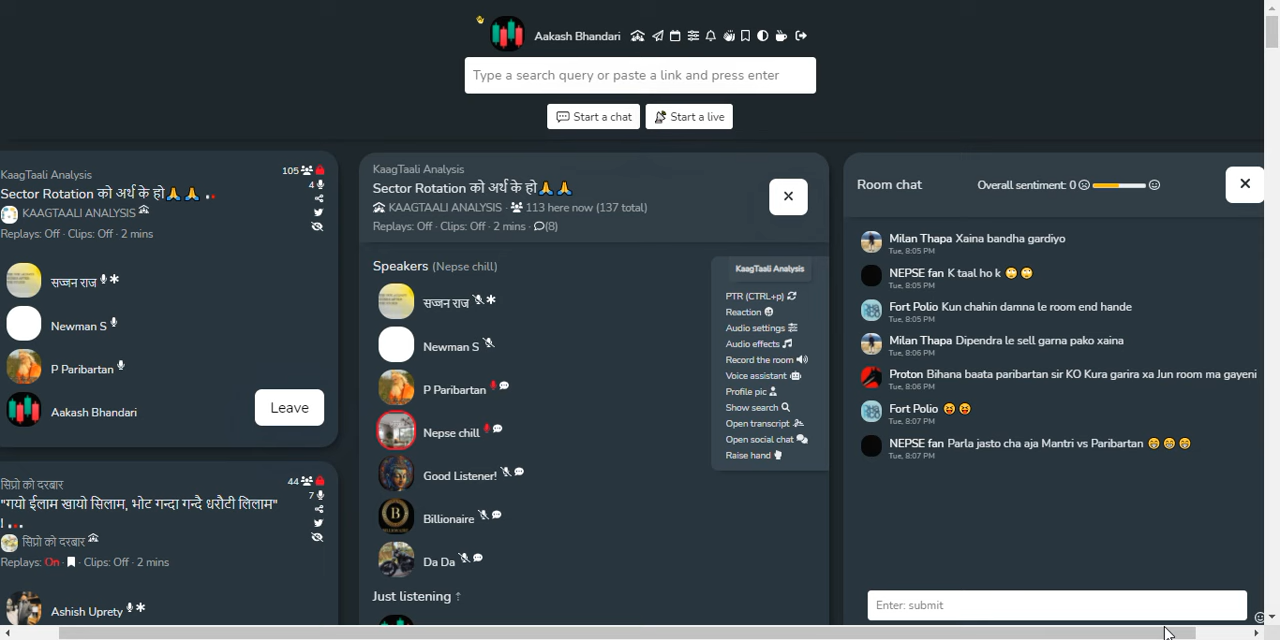 Aakash Bhandari
Type a search query or paste a link and press enter
Start a chat
Start a live
KaagTaali Analysis
105
Sector Rotation को अर्थ के हो🙏 🙏
4
KAAGTAALI ANALYSIS
Replays: Off · Clips: Off · 2 mins
सज्जन राज
Newman S
P Paribartan
Aakash Bhandari
Leave
सिप्रो को दरबार
44
"गयो ईलाम खायो सिलाम, भोट गन्दा गन्दै धरौटी लिलाम"
7
!
सिप्रो को दरबार
Replays: On · Clips: Off · 2 mins
Ashish Uprety
KaagTaali Analysis
Sector Rotation को अर्थ के हो🙏 🙏
KAAGTAALI ANALYSIS · 113 here now (137 total)
Replays: Off · Clips: Off · 2 mins · (8)
Speakers (Nepse chill)
सज्जन राज
Newman S
P Paribartan
Nepse chill
Good Listener!
Billionaire
Da Da
Just listening ↑
KaagTaali Analysis
PTR (CTRL+p)
Reaction
Audio settings
Audio effects
Record the room
Voice assistant
Profile pic
Show search
Open transcript
Open social chat
Raise hand
Room chat
Overall sentiment: 0
Milan Thapa Xaina bandha gardiyo
Tue, 8:05 PM
NEPSE fan K taal ho k 🙄 🙄
Tue, 8:05 PM
Fort Polio Kun chahin damna le room end hande
Tue, 8:05 PM
Milan Thapa Dipendra le sell garna pako xaina
Tue, 8:06 PM
Proton Bihana baata paribartan sir KO Kura garira xa Jun room ma gayeni
Tue, 8:06 PM
Fort Polio 😝 😝
Tue, 8:07 PM
NEPSE fan Parla jasto cha aja Mantri vs Paribartan 😁 😁 😁
Tue, 8:07 PM
Enter: submit